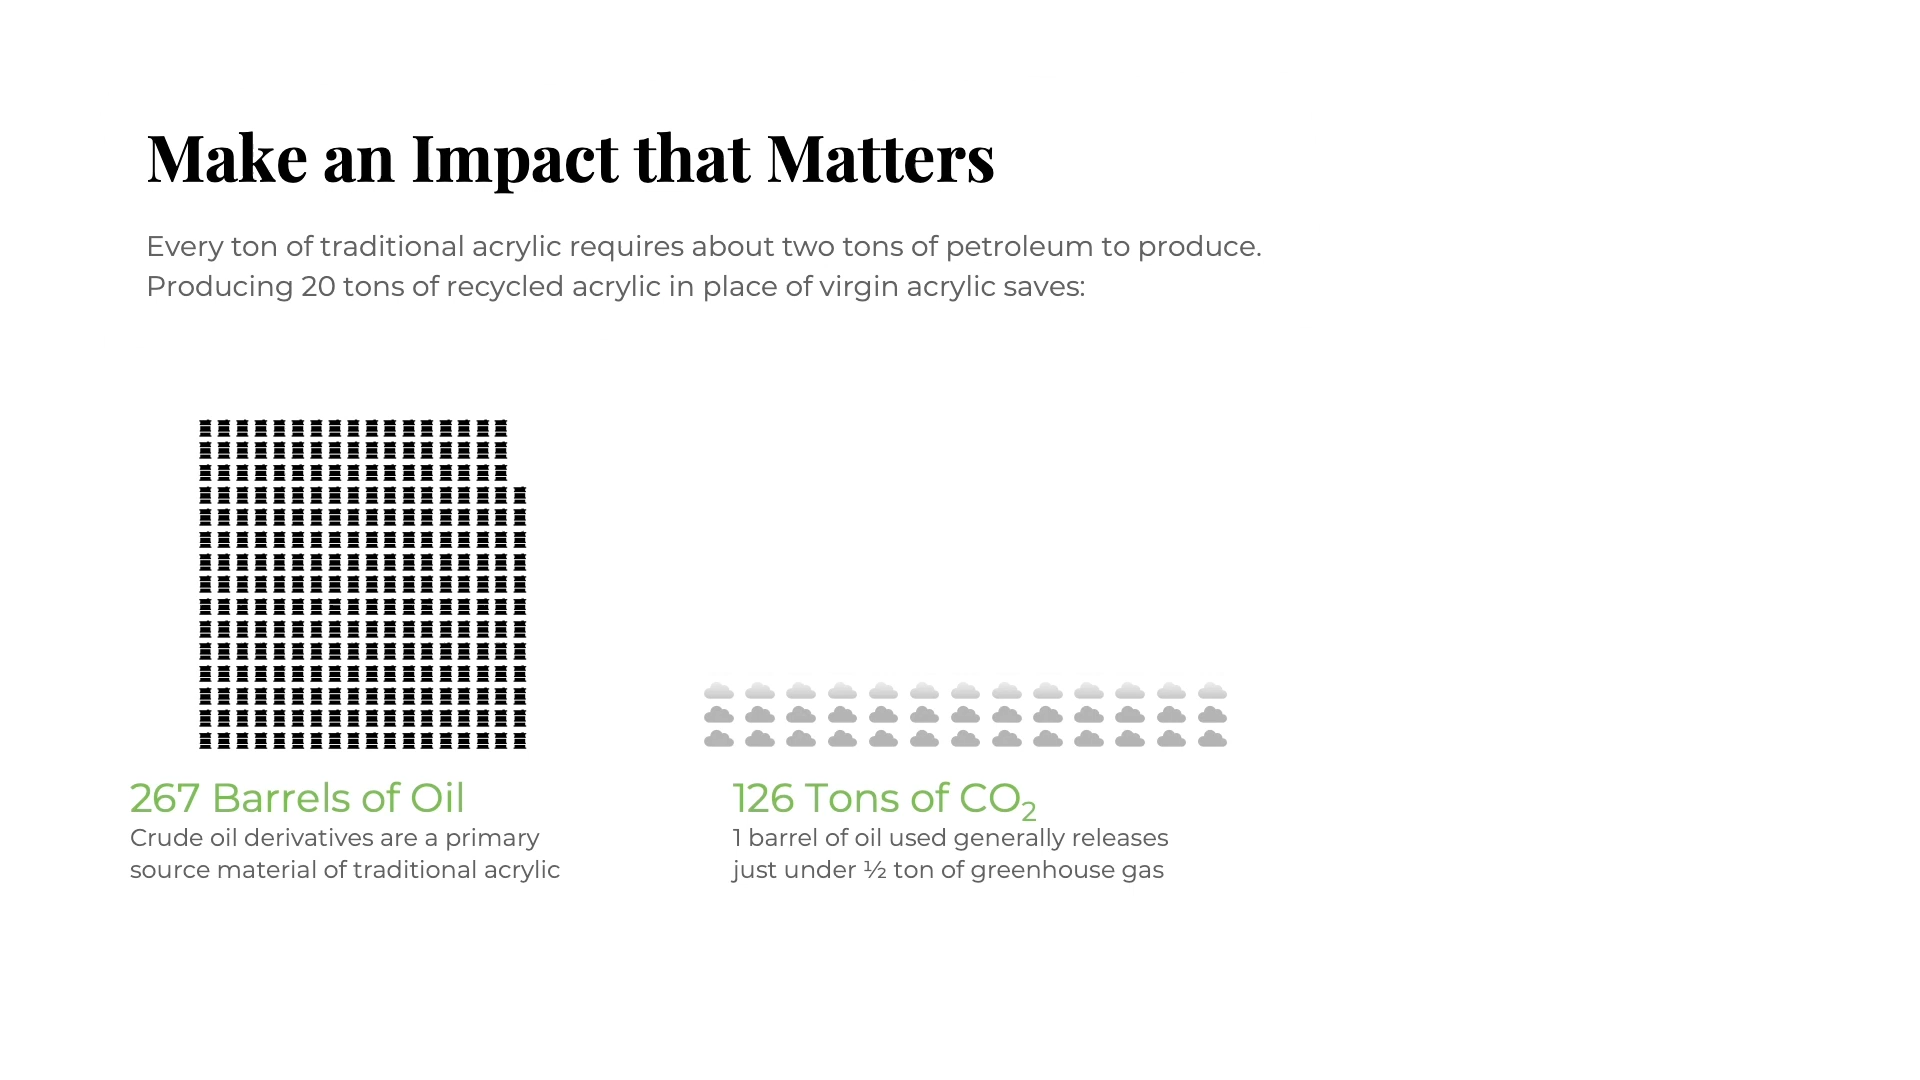 Make an Impact that Matters
Every ton of traditional acrylic requires about two tons of petroleum to produce.
Producing 20 tons of recycled acrylic in place of virgin acrylic saves:
267 Barrels of Oil
Crude oil derivatives are a primary
source material of traditional acrylic
126 Tons of CO₂
1 barrel of oil used generally releases
just under ½ ton of greenhouse gas